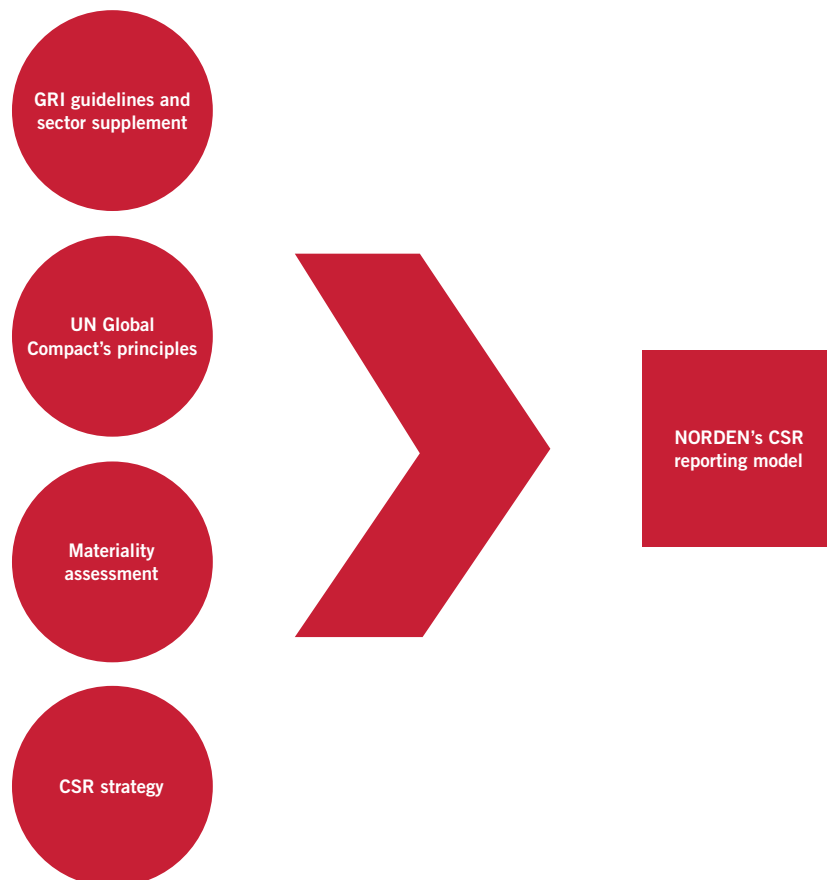 GRI guidelines and
sector supplement
UN Global
Compact’s principles
Materiality
assessment
CSR strategy
NORDEN’s CSR
reporting model